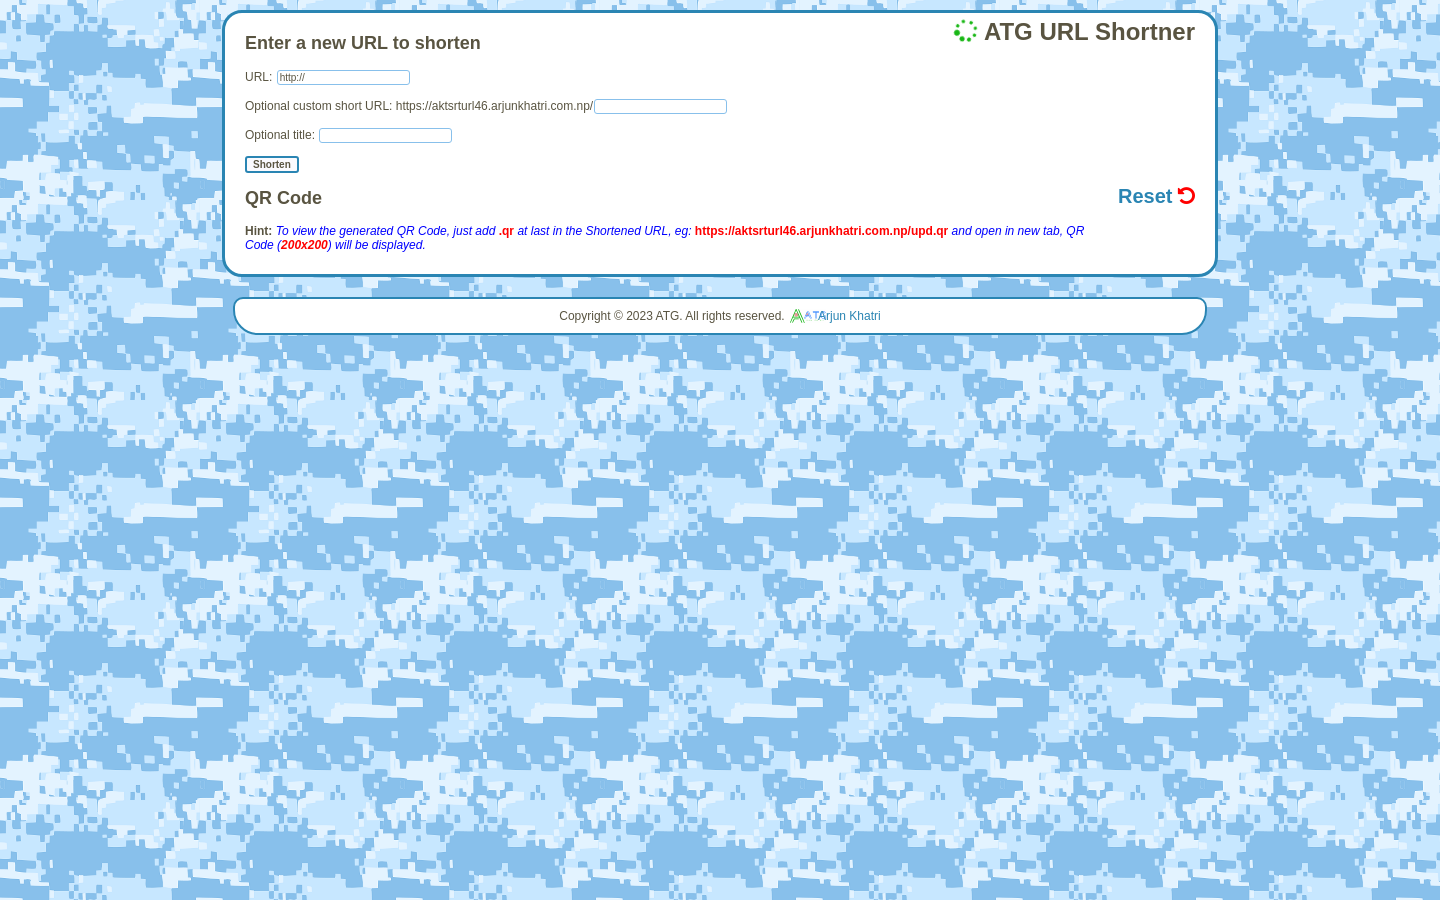 ATG URL Shortner
Enter a new URL to shorten
URL: http://
Optional custom short URL: https://aktsrturl46.arjunkhatri.com.np/
Optional title:
Shorten
QR Code
Reset
Hint: To view the generated QR Code, just add .qr at last in the Shortened URL, eg: https://aktsrturl46.arjunkhatri.com.np/upd.qr and open in new tab, QR
Code (200x200) will be displayed.
Copyright © 2023 ATG. All rights reserved. ATG Arjun Khatri